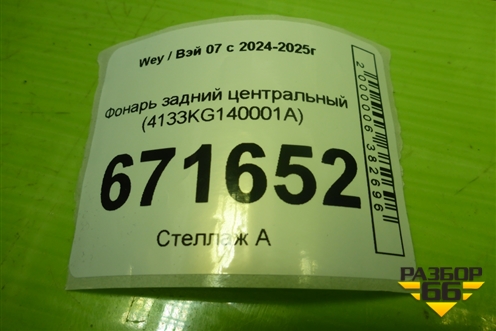 Wey / Вэй 07 с 2024-2025г
Фонарь задний центральный
(4133KG140001A)
671652
Стеллаж А
2000006382696
РАЗБОР
66